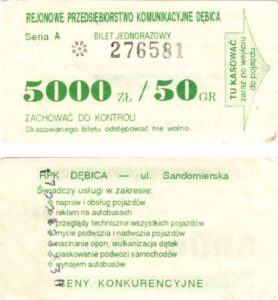 REJONOWE PRZEDSIĘBIORSTWO KOMUNIKACYJNE DĘBICA
Seria A BILET JEDNORAZOWY
276581
5000 ZŁ / 50 GR
ZACHOWAĆ DO KONTROLI
Skasowanego biletu odstępować nie wolno
TU KASOWAĆ
zaraz po wejściu
do pojazdu
RPK DĘBICA — ul. Sandomierska
Świadczy usługi w zakresie:
napraw i obsług pojazdów
reklam na autobusach
przeglądy techniczne wszystkich pojazdów
mycie podwozia i nadwozia pojazdów
nacinanie opon, wulkanizacja dętek
piaskowanie podwozi samochodów
wynajem autobusów
CENY KONKURENCYJNE